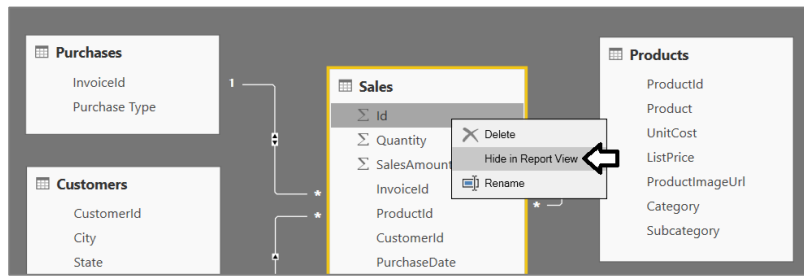 Purchases
InvoiceId
Purchase Type
1
Customers
CustomerId
City
State
Sales
Σ Id
Σ Quantity
Σ SalesAmount
InvoiceId
ProductId
CustomerId
PurchaseDate
*
*
*
Delete
Hide in Report View
Rename
Products
ProductId
Product
UnitCost
ListPrice
ProductImageUrl
Category
Subcategory